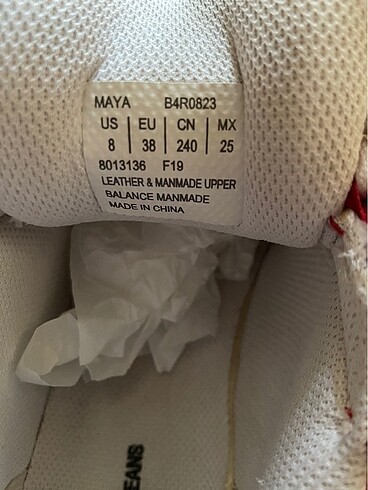 MAYA B4R0823
US | EU | CN | MX
8 | 38 | 240 | 25
8013136 F19
LEATHER & MANMADE UPPER
BALANCE MANMADE
MADE IN CHINA
EANS